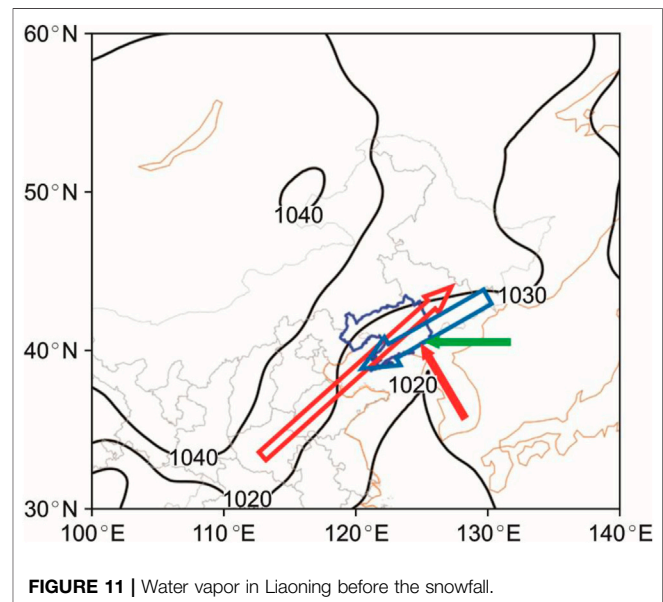 60°N
50°N
1040
1030
40°N
1020
1040
1020
30°N
100°E 110°E 120°E 130°E 140°E
FIGURE 11 | Water vapor in Liaoning before the snowfall.